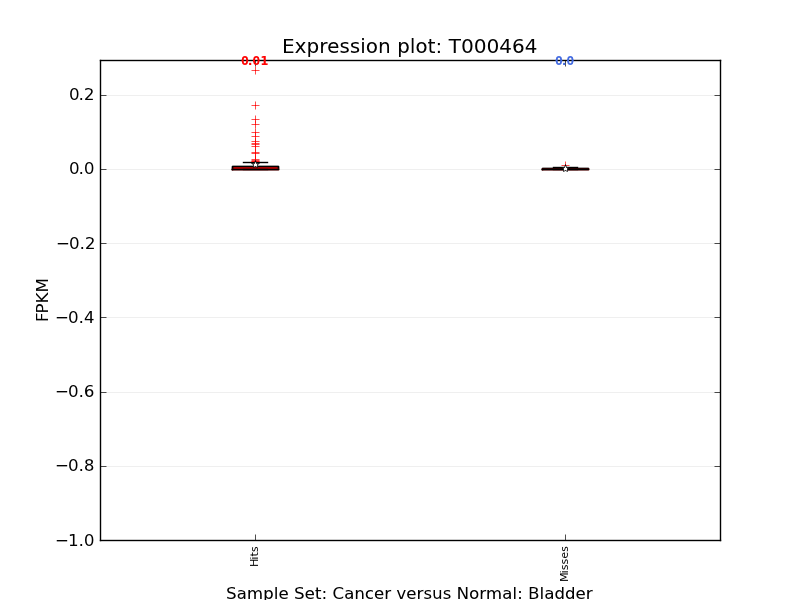 Expression plot: T000464
0.01
0.0
0.2
0.0
−0.2
−0.4
−0.6
−0.8
−1.0
FPKM
Hits
Misses
Sample Set: Cancer versus Normal: Bladder